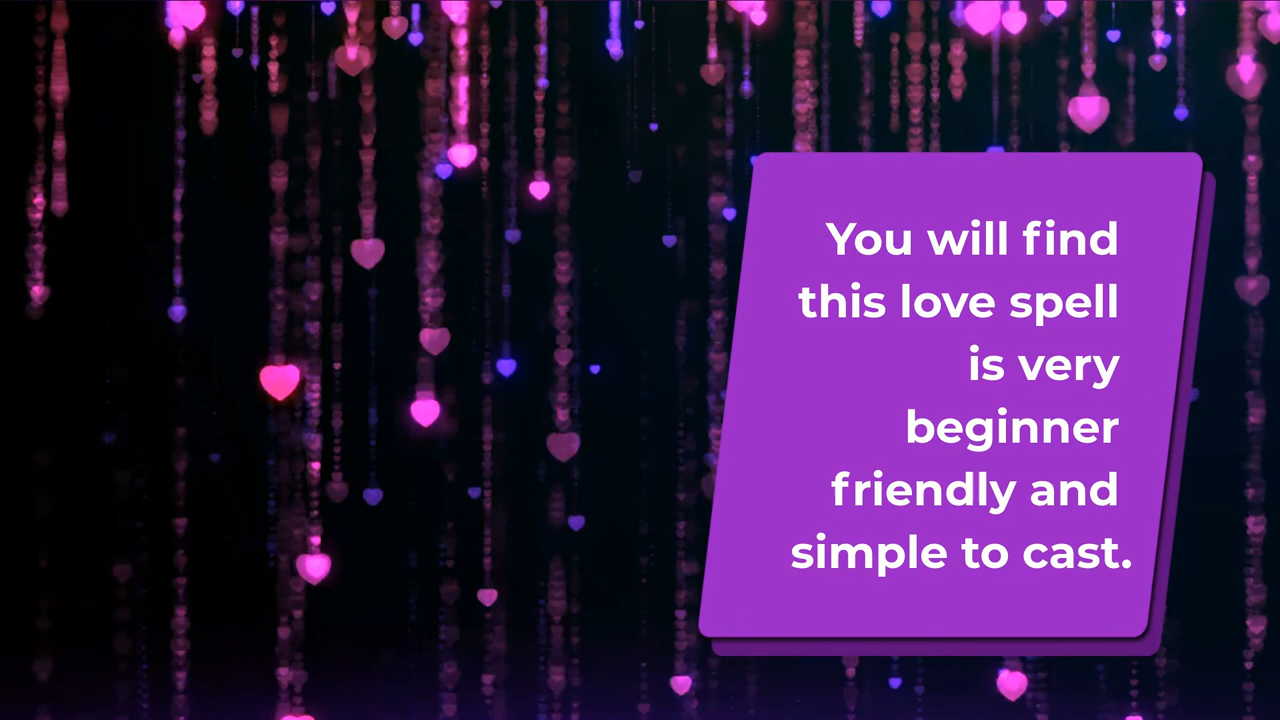 You will find
this love spell
is very
beginner
friendly and
simple to cast.